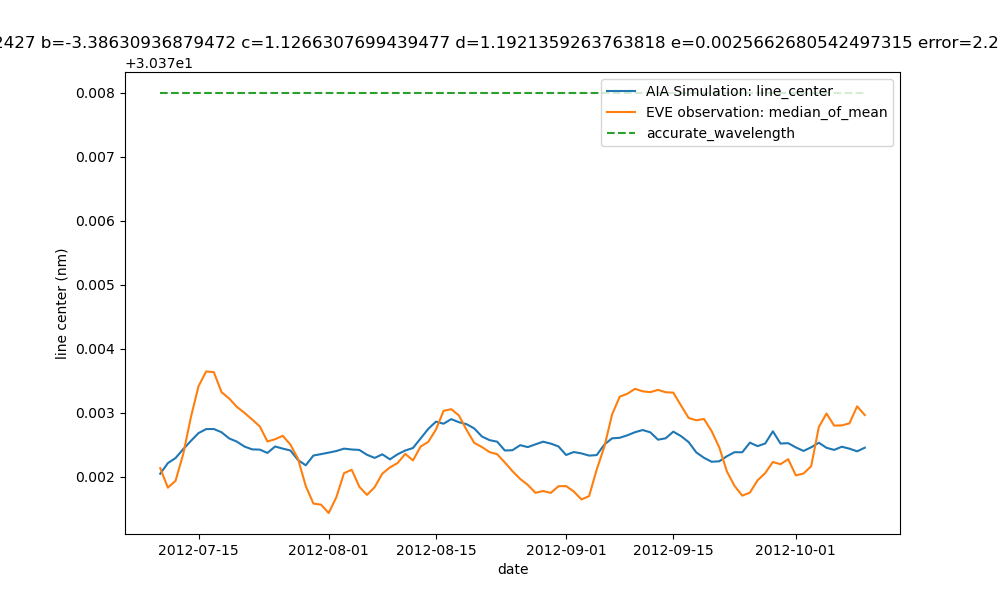 2427 b=-3.38630936879472 c=1.1266307699439477 d=1.1921359263763818 e=0.0025662680542497315 error=2.2
+3.037e1
0.008
0.007
0.006
0.005
0.004
0.003
0.002
line center (nm)
AIA Simulation: line_center
EVE observation: median_of_mean
accurate_wavelength
2012-07-15
2012-08-01
2012-08-15
2012-09-01
2012-09-15
2012-10-01
date